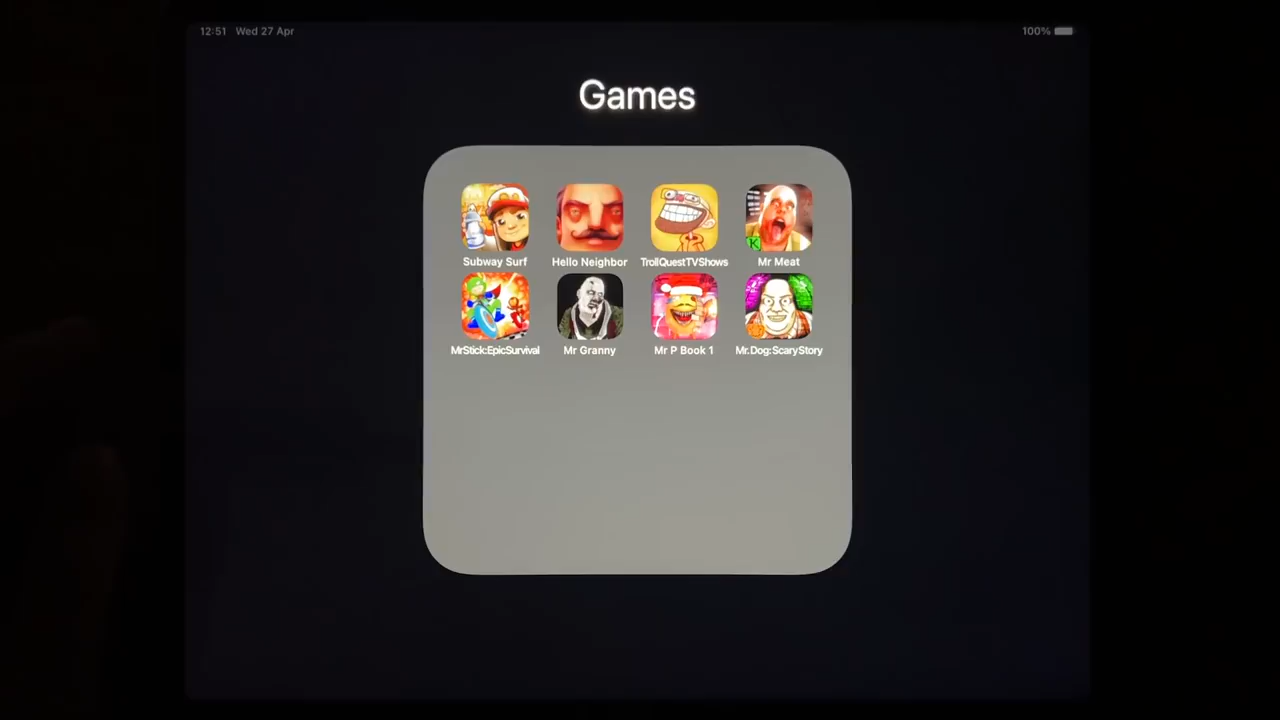 12:51 Wed 27 Apr
100%
Games
Subway Surf
Hello Neighbor
TrollQuestTVShows
Mr Meat
MrStick:EpicSurvival
Mr Granny
Mr P Book 1
Mr.Dog:ScaryStory
K